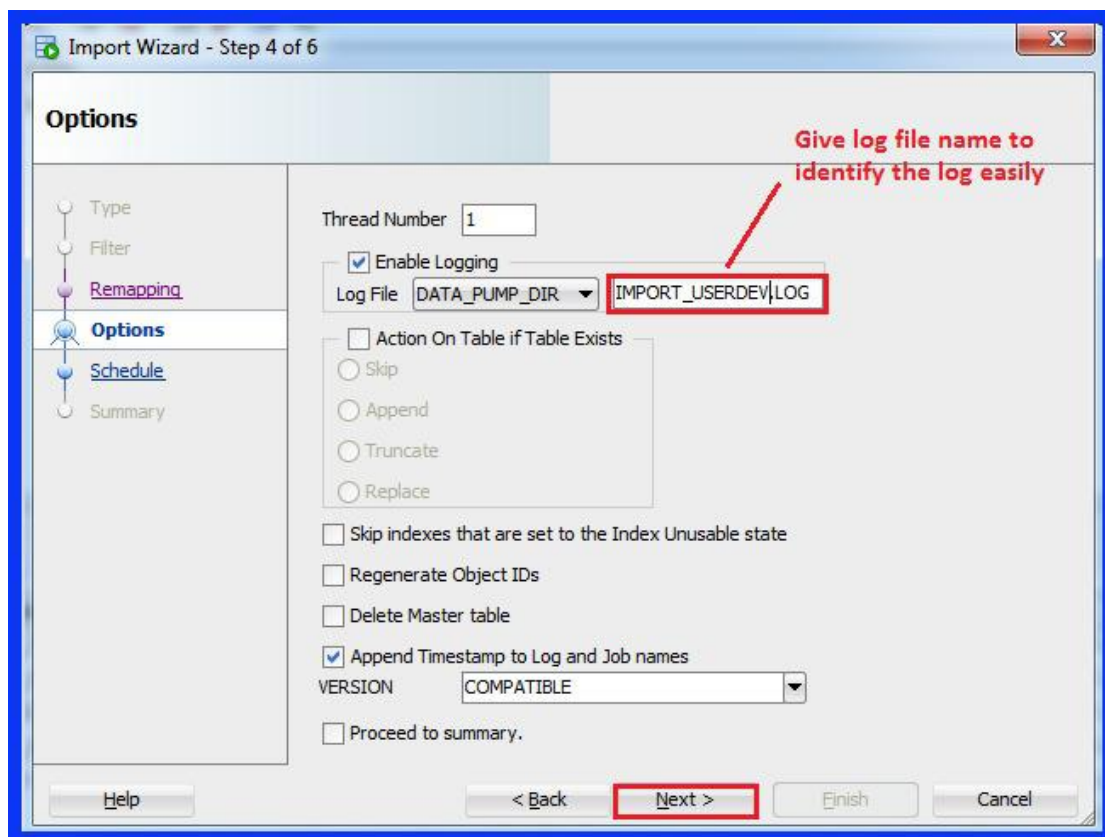 Import Wizard - Step 4 of 6
Options
Give log file name to
identify the log easily
Type
Filter
Remapping
Options
Schedule
Summary
Thread Number 1
Enable Logging
Log File DATA_PUMP_DIR IMPORT_USERDEV.LOG
Action On Table if Table Exists
Skip
Append
Truncate
Replace
Skip indexes that are set to the Index Unusable state
Regenerate Object IDs
Delete Master table
Append Timestamp to Log and Job names
VERSION COMPATIBLE
Proceed to summary.
Help < Back Next > Finish Cancel